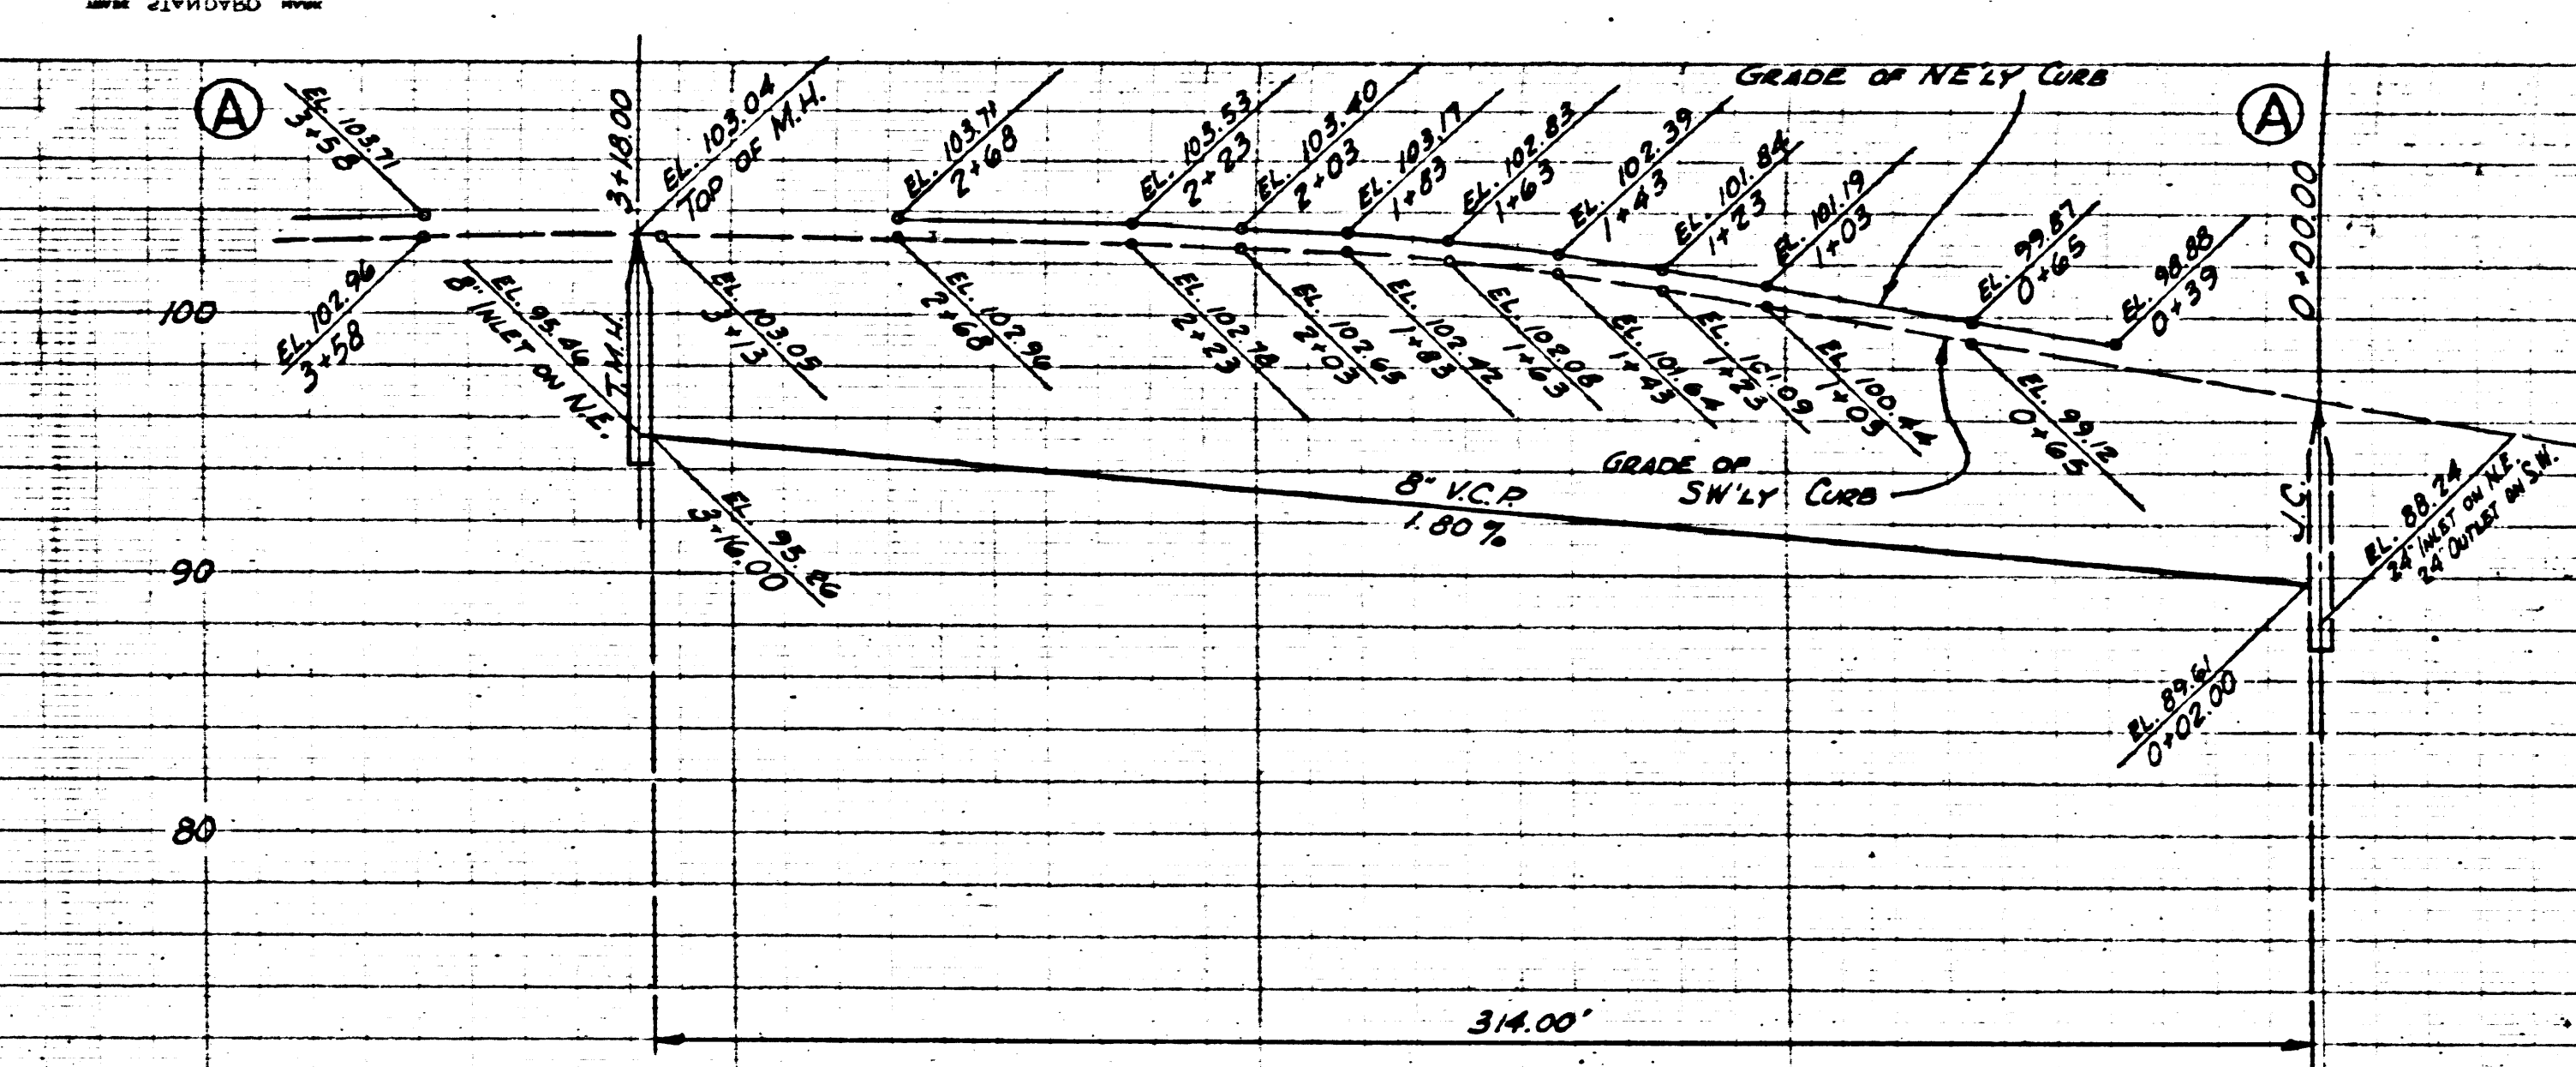 STANDARD
A
EL. 103.71
3+58
3+18.00
EL. 103.04
TOP OF M.H.
EL. 103.71
2+68
EL. 103.53
2+23
EL. 103.40
2+03
EL. 103.17
1+83
EL. 102.83
1+63
EL. 102.39
1+43
EL. 101.84
1+23
EL. 101.19
1+03
GRADE OF NE'LY CURB
EL. 99.87
0+65
EL. 98.88
0+39
A
0+00.00
100
EL. 102.96
3+58
EL. 95.46
8" INLET ON N.E.
T.M.H.
EL. 103.05
3+13
EL. 102.96
2+68
EL. 102.78
2+23
EL. 102.65
2+03
EL. 102.42
1+83
EL. 102.08
1+63
EL. 101.64
1+43
EL. 101.09
1+23
EL. 100.44
1+03
EL. 99.12
0+65
GRADE OF
SW'LY CURB
8" V.C.P.
1.80 %
EL. 95.26
3+16.00
EL. 88.24
24" INLET ON N.E.
24" OUTLET ON S.W.
90
EL. 89.61
0+02.00
80
314.00'